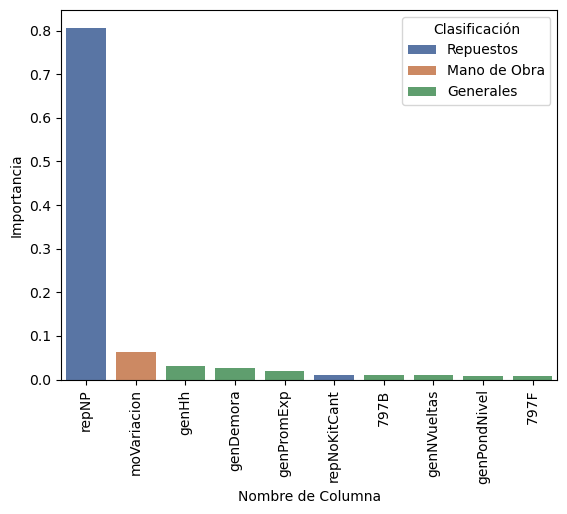 Clasificación
Repuestos
Mano de Obra
Generales
Importancia
0.8
0.7
0.6
0.5
0.4
0.3
0.2
0.1
0.0
repNP
moVariacion
genHh
genDemora
genPromExp
repNoKitCant
797B
genNVueltas
genPondNivel
797F
Nombre de Columna